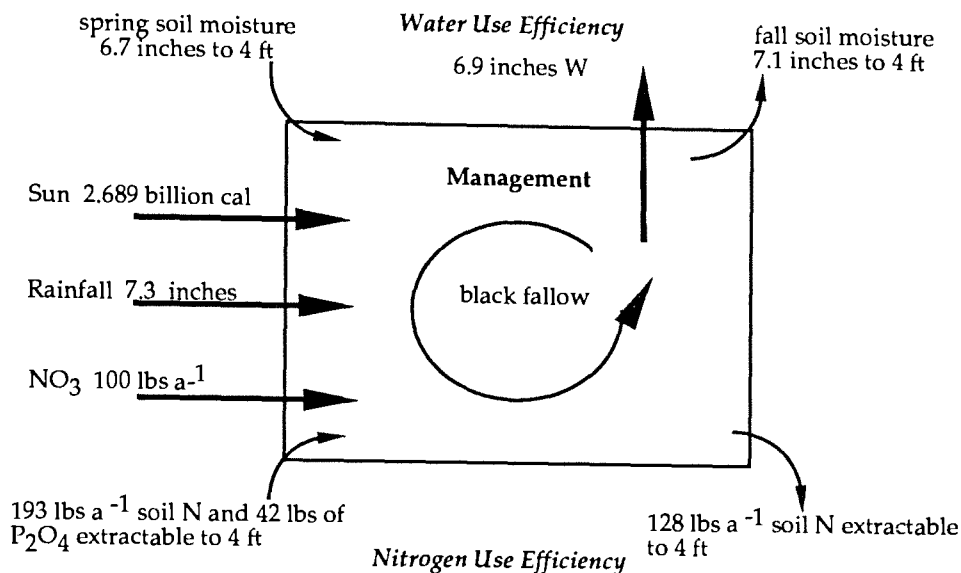 spring soil moisture
6.7 inches to 4 ft
Water Use Efficiency
6.9 inches W
fall soil moisture
7.1 inches to 4 ft
Management
Sun 2.689 billion cal
Rainfall 7.3 inches
black fallow
NO₃ 100 lbs a-¹
193 lbs a -¹ soil N and 42 lbs of
P₂O₄ extractable to 4 ft
128 lbs a -¹ soil N extractable
to 4 ft
Nitrogen Use Efficiency